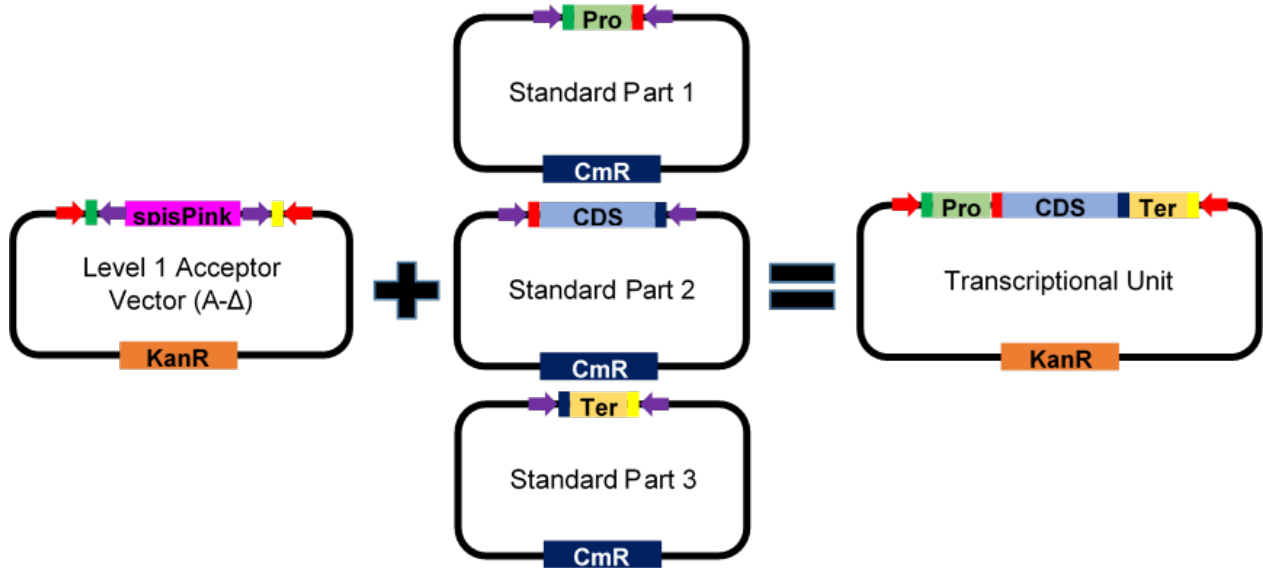 spisPink
Level 1 Acceptor
Vector (A-Δ)
KanR
Pro
Standard Part 1
CmR
CDS
Standard Part 2
CmR
Ter
Standard Part 3
CmR
Pro CDS Ter
Transcriptional Unit
KanR